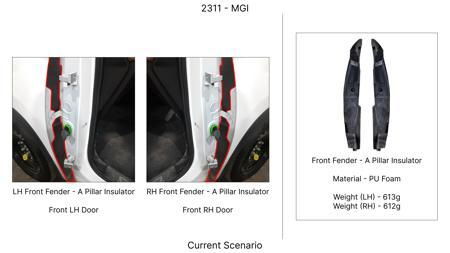 2311 - MGI
LH Front Fender - A Pillar Insulator
Front LH Door
RH Front Fender - A Pillar Insulator
Front RH Door
Front Fender - A Pillar Insulator
Material - PU Foam
Weight (LH) - 613g
Weight (RH) - 612g
Current Scenario